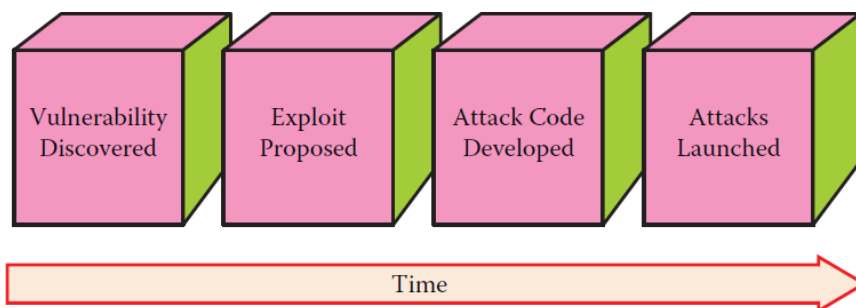 Vulnerability
Discovered
Exploit
Proposed
Attack Code
Developed
Attacks
Launched
Time